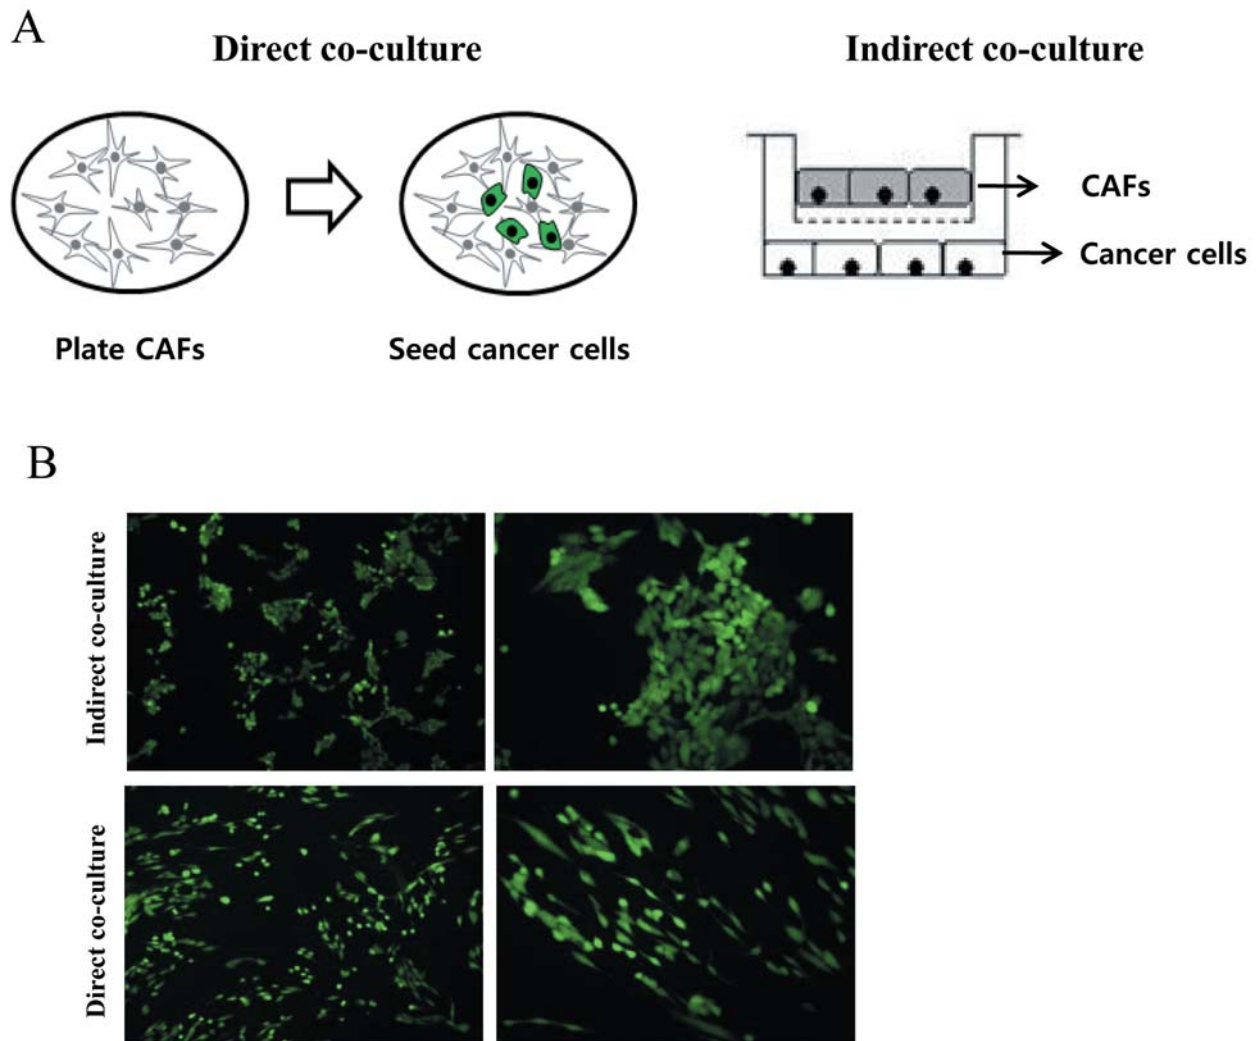 A
Direct co-culture
Indirect co-culture
CAFs
Cancer cells
Plate CAFs
Seed cancer cells
B
Indirect co-culture
Direct co-culture